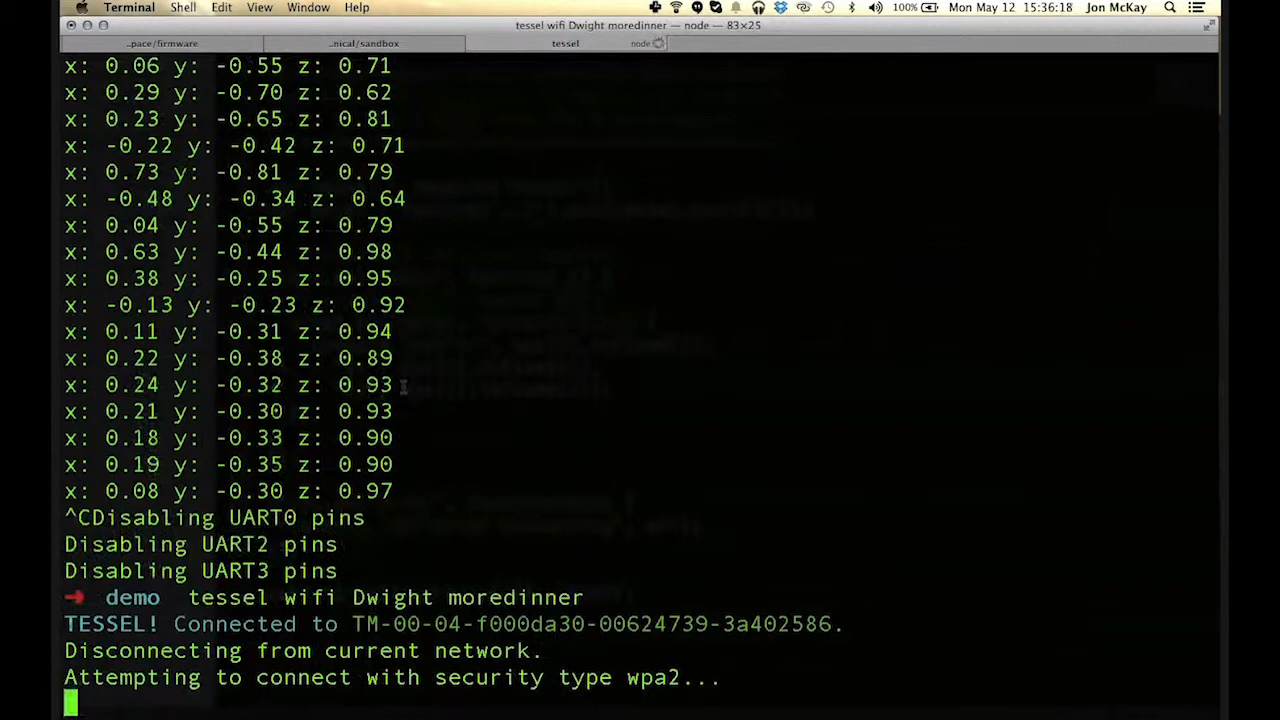 Terminal Shell Edit View Window Help 100% Mon May 12 15:36:18 Jon McKay
tessel wifi Dwight moredinner — node — 83×25
..pace/firmware ..nical/sandbox tessel node
x: 0.06 y: -0.55 z: 0.71
x: 0.29 y: -0.70 z: 0.62
x: 0.23 y: -0.65 z: 0.81
x: -0.22 y: -0.42 z: 0.71
x: 0.73 y: -0.81 z: 0.79
x: -0.48 y: -0.34 z: 0.64
x: 0.04 y: -0.55 z: 0.79
x: 0.63 y: -0.44 z: 0.98
x: 0.38 y: -0.25 z: 0.95
x: -0.13 y: -0.23 z: 0.92
x: 0.11 y: -0.31 z: 0.94
x: 0.22 y: -0.38 z: 0.89
x: 0.24 y: -0.32 z: 0.93
x: 0.21 y: -0.30 z: 0.93
x: 0.18 y: -0.33 z: 0.90
x: 0.19 y: -0.35 z: 0.90
x: 0.08 y: -0.30 z: 0.97
^CDisabling UART0 pins
Disabling UART2 pins
Disabling UART3 pins
➜ demo tessel wifi Dwight moredinner
TESSEL! Connected to TM-00-04-f000da30-00624739-3a402586.
Disconnecting from current network.
Attempting to connect with security type wpa2...